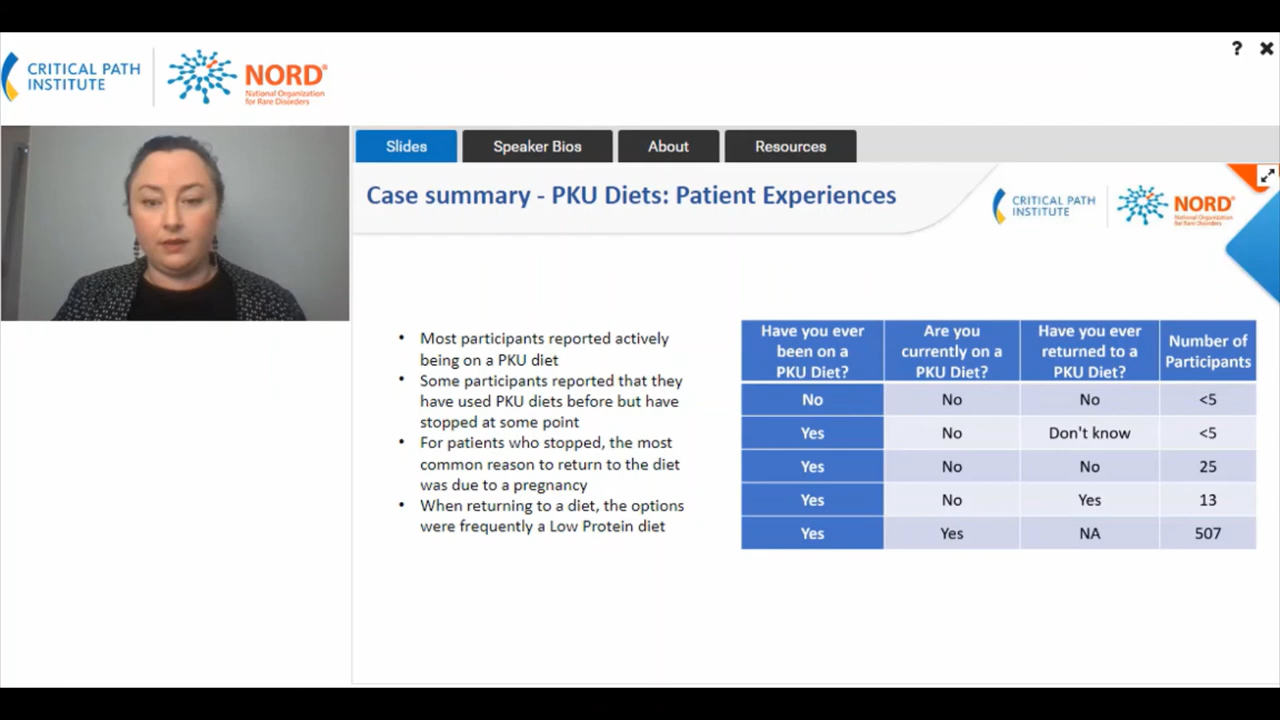 ? ✖
CRITICAL PATH
INSTITUTE
NORD®
National Organization
for Rare Disorders
Slides
Speaker Bios
About
Resources
Case summary - PKU Diets: Patient Experiences
CRITICAL PATH
INSTITUTE
NORD®
National Organization
for Rare Disorders
• Most participants reported actively
being on a PKU diet
• Some participants reported that they
have used PKU diets before but have
stopped at some point
• For patients who stopped, the most
common reason to return to the diet
was due to a pregnancy
• When returning to a diet, the options
were frequently a Low Protein diet
Have you ever
been on a
PKU Diet?
Are you
currently on a
PKU Diet?
Have you ever
returned to a
PKU Diet?
Number of
Participants
No No No <5
Yes No Don't know <5
Yes No No 25
Yes No Yes 13
Yes Yes NA 507